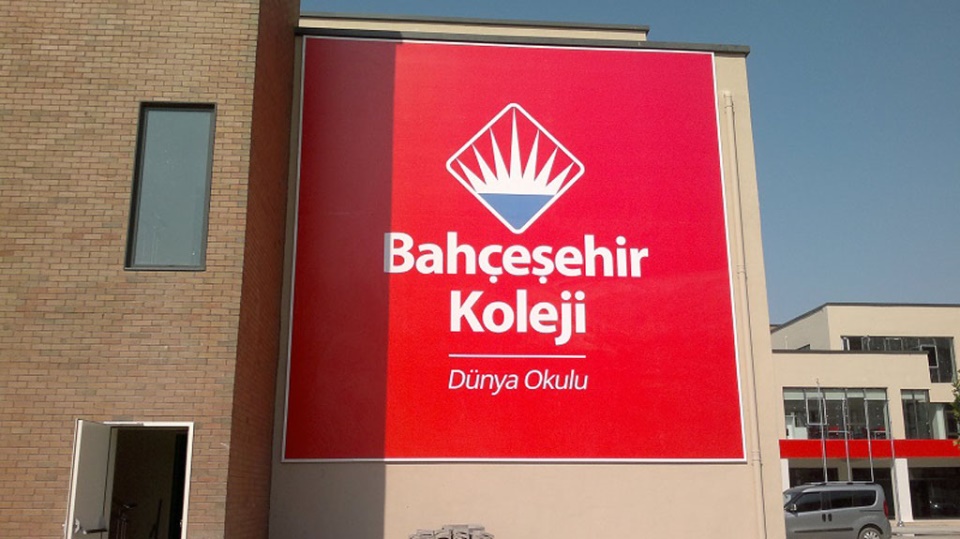 Bahçeşehir
Koleji
Dünya Okulu